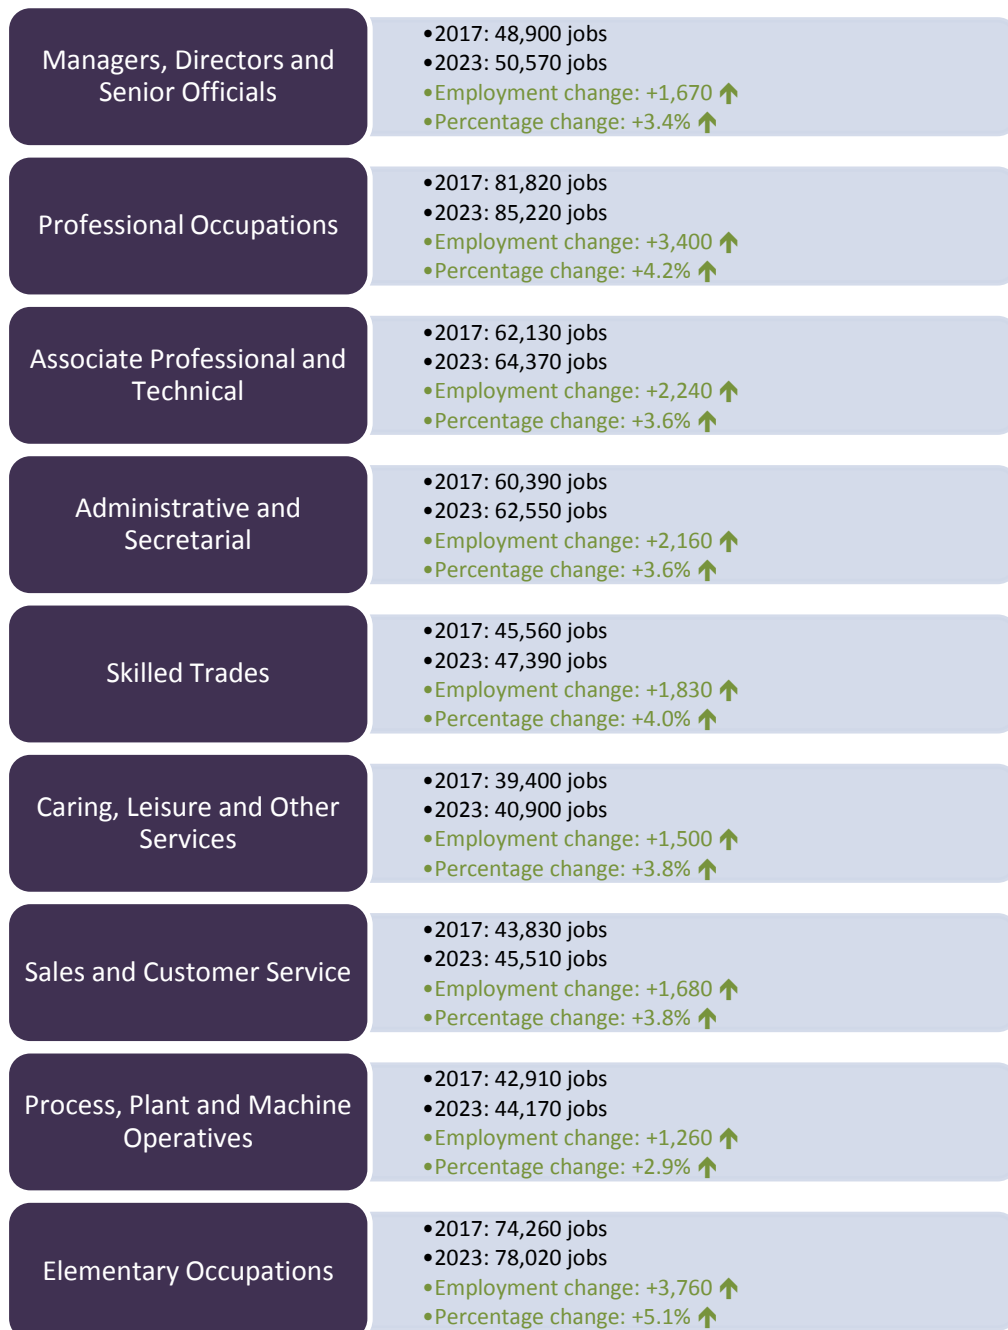 Managers, Directors and
Senior Officials
•2017: 48,900 jobs
•2023: 50,570 jobs
•Employment change: +1,670 ↑
•Percentage change: +3.4% ↑
Professional Occupations
•2017: 81,820 jobs
•2023: 85,220 jobs
•Employment change: +3,400 ↑
•Percentage change: +4.2% ↑
Associate Professional and
Technical
•2017: 62,130 jobs
•2023: 64,370 jobs
•Employment change: +2,240 ↑
•Percentage change: +3.6% ↑
Administrative and
Secretarial
•2017: 60,390 jobs
•2023: 62,550 jobs
•Employment change: +2,160 ↑
•Percentage change: +3.6% ↑
Skilled Trades
•2017: 45,560 jobs
•2023: 47,390 jobs
•Employment change: +1,830 ↑
•Percentage change: +4.0% ↑
Caring, Leisure and Other
Services
•2017: 39,400 jobs
•2023: 40,900 jobs
•Employment change: +1,500 ↑
•Percentage change: +3.8% ↑
Sales and Customer Service
•2017: 43,830 jobs
•2023: 45,510 jobs
•Employment change: +1,680 ↑
•Percentage change: +3.8% ↑
Process, Plant and Machine
Operatives
•2017: 42,910 jobs
•2023: 44,170 jobs
•Employment change: +1,260 ↑
•Percentage change: +2.9% ↑
Elementary Occupations
•2017: 74,260 jobs
•2023: 78,020 jobs
•Employment change: +3,760 ↑
•Percentage change: +5.1% ↑